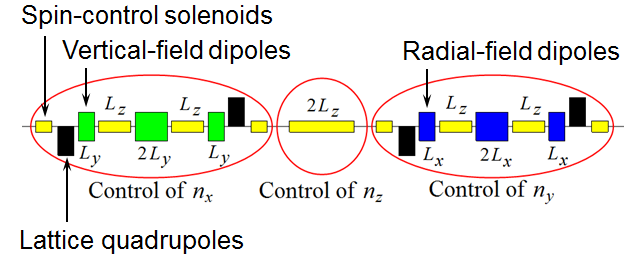 Spin-control solenoids
Vertical-field dipoles
Radial-field dipoles
L_z L_z 2L_z L_z L_z
L_y 2L_y L_y L_x 2L_x L_x
Control of n_x Control of n_z Control of n_y
Lattice quadrupoles